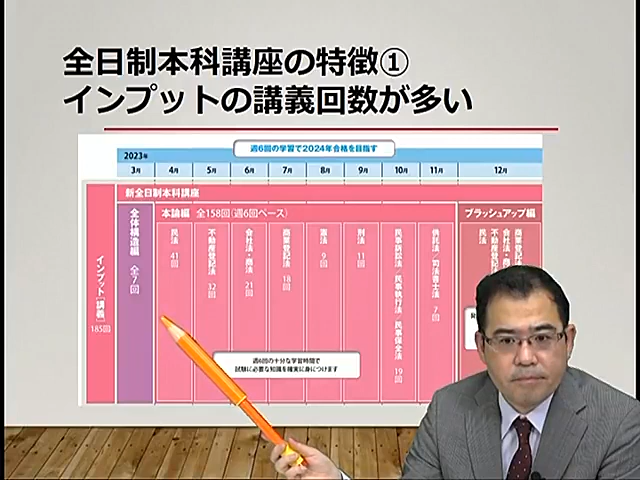 全日制本科講座の特徴①
インプットの講義回数が多い
週6回の学習で2024年合格を目指す
2023年
3月 4月 5月 6月 7月 8月 9月 10月 11月 12月
新全日制本科講座
インプット[講義] 185回
全体構造編 全7回
本論編 全158回(週6回ペース)
民法 41回
不動産登記法 32回
会社法・商法 21回
商業登記法 18回
憲法 9回
刑法 11回
民事訴訟法/民事執行法/民事保全法 19回
供託法/司法書士法 7回
ブラッシュアップ編
民法
不動産登記法
会社法・商法
商業登記法
週6回の十分な学習時間で
試験に必要な知識を確実に身につけます